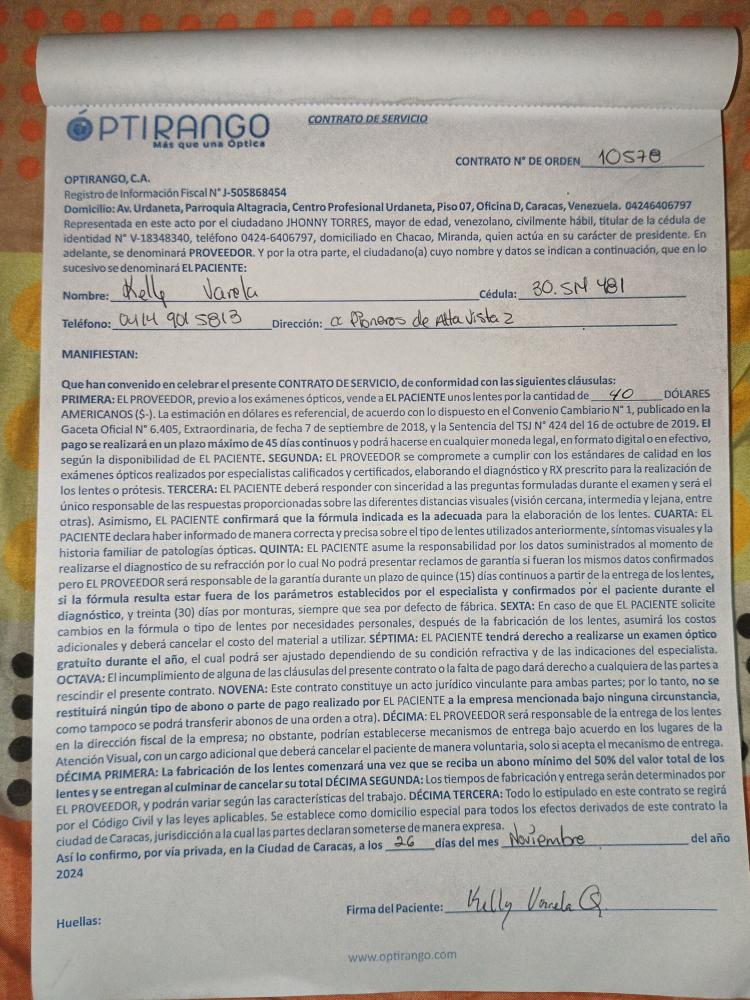 ÓPTIRANGO
Más que una Óptica
CONTRATO DE SERVICIO
CONTRATO N° DE ORDEN 10578
OPTIRANGO, C.A.
Registro de Información Fiscal N° J-505868454
Domicilio: Av. Urdaneta, Parroquia Altagracia, Centro Profesional Urdaneta, Piso 07, Oficina D, Caracas, Venezuela. 04246406797
Representada en este acto por el ciudadano JHONNY TORRES, mayor de edad, venezolano, civilmente hábil, titular de la cédula de
identidad N° V-18348340, teléfono 0424-6406797, domiciliado en Chacao, Miranda, quien actúa en su carácter de presidente. En
adelante, se denominará PROVEEDOR. Y por la otra parte, el ciudadano(a) cuyo nombre y datos se indican a continuación, que en lo
sucesivo se denominará EL PACIENTE:
Nombre: Kelly Varela Cédula: 481
Teléfono: 0414 901 5813 Dirección: Pioneros de Alta Vista 2
MANIFIESTAN:
Que han convenido en celebrar el presente CONTRATO DE SERVICIO, de conformidad con las siguientes cláusulas:
PRIMERA: EL PROVEEDOR, previo a los exámenes ópticos, vende a EL PACIENTE unos lentes por la cantidad de 40 DÓLARES
AMERICANOS ($-). La estimación en dólares es referencial, de acuerdo con lo dispuesto en el Convenio Cambiario N° 1, publicado en la
Gaceta Oficial N° 6.405, Extraordinaria, de fecha 7 de septiembre de 2018, y la Sentencia del TSJ N° 424 del 16 de octubre de 2019. El
pago se realizará en un plazo máximo de 45 días continuos y podrá hacerse en cualquier moneda legal, en formato digital o en efectivo,
según la disponibilidad de EL PACIENTE. SEGUNDA: EL PROVEEDOR se compromete a cumplir con los estándares de calidad en los
exámenes ópticos realizados por especialistas calificados y certificados, elaborando el diagnóstico y RX prescrito para la realización de
los lentes o prótesis. TERCERA: EL PACIENTE deberá responder con sinceridad a las preguntas formuladas durante el examen y será el
único responsable de las respuestas proporcionadas sobre las diferentes distancias visuales (visión cercana, intermedia y lejana, entre
otras). Asimismo, EL PACIENTE confirmará que la fórmula indicada es la adecuada para la elaboración de los lentes. CUARTA: EL
PACIENTE declara haber informado de manera correcta y precisa sobre el tipo de lentes utilizados anteriormente, síntomas visuales y la
historia familiar de patologías ópticas. QUINTA: EL PACIENTE asume la responsabilidad por los datos suministrados al momento de
realizarse el diagnóstico de su refracción por lo cual No podrá presentar reclamos de garantía si fueran los mismos datos confirmados
pero EL PROVEEDOR será responsable de la garantía durante un plazo de quince (15) días continuos a partir de la entrega de los lentes,
si la fórmula resulta estar fuera de los parámetros establecidos por el especialista y confirmados por el paciente durante el
diagnóstico, y treinta (30) días por monturas, siempre que sea por defecto de fábrica. SEXTA: En caso de que EL PACIENTE solicite
cambios en la fórmula o tipo de lentes por necesidades personales, después de la fabricación de los lentes, asumirá los costos
adicionales y deberá cancelar el costo del material a utilizar. SÉPTIMA: EL PACIENTE tendrá derecho a realizarse un examen óptico
gratuito durante el año, el cual podrá ser ajustado dependiendo de su condición refractiva y de las indicaciones del especialista.
OCTAVA: El incumplimiento de alguna de las cláusulas del presente contrato o la falta de pago dará derecho a cualquiera de las partes a
rescindir el presente contrato. NOVENA: Este contrato constituye un acto jurídico vinculante para ambas partes; por lo tanto, no se
restituirá ningún tipo de abono o parte de pago realizado por EL PACIENTE a la empresa mencionada bajo ninguna circunstancia,
como tampoco se podrá transferir abonos de una orden a otra). DÉCIMA: EL PROVEEDOR será responsable de la entrega de los lentes
en la dirección fiscal de la empresa; no obstante, podrían establecerse mecanismos de entrega bajo acuerdo en los lugares de la
Atención Visual, con un cargo adicional que deberá cancelar el paciente de manera voluntaria, solo si acepta el mecanismo de entrega.
DÉCIMA PRIMERA: La fabricación de los lentes comenzará una vez que se reciba un abono mínimo del 50% del valor total de los
lentes y se entregan al culminar de cancelar su total DÉCIMA SEGUNDA: Los tiempos de fabricación y entrega serán determinados por
EL PROVEEDOR, y podrán variar según las características del trabajo. DÉCIMA TERCERA: Todo lo estipulado en este contrato se regirá
por el Código Civil y las leyes aplicables. Se establece como domicilio especial para todos los efectos derivados de este contrato la
ciudad de Caracas, jurisdicción a la cual las partes declaran someterse de manera expresa.
Así lo confirmo, por vía privada, en la Ciudad de Caracas, a los 26 días del mes Noviembre del año
2024
Firma del Paciente: Kelly Varela Q
Huellas:
www.optirango.com